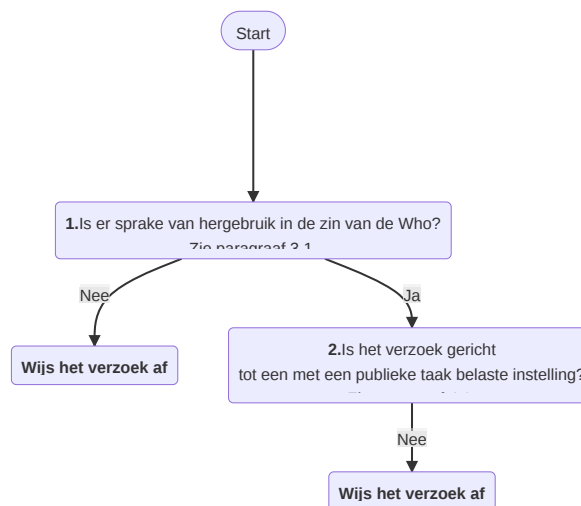 Start
1.Is er sprake van hergebruik in de zin van de Who?
Zie paragraaf 3.1
Nee
Ja
Wijs het verzoek af
2.Is het verzoek gericht
tot een met een publieke taak belaste instelling?
Nee
Wijs het verzoek af